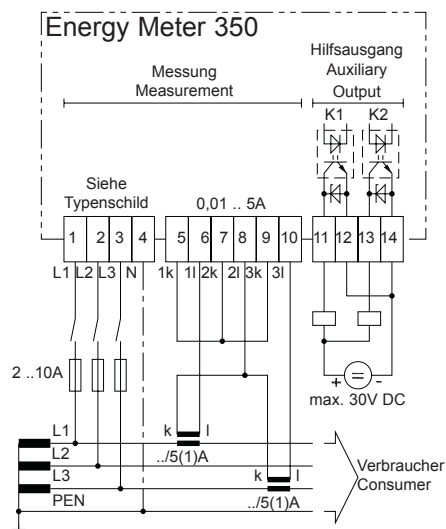 Energy Meter 350
Messung
Measurement
Hilfsausgang
Auxiliary
Output
K1 K2
Siehe
Typenschild
0,01 .. 5A
1 2 3 4 5 6 7 8 9 10 11 12 13 14
L1 L2 L3 N 1k 1l 2k 2l 3k 3l
2 ..10A
+ = -
max. 30V DC
L1 k l
../5(1)A
L2
L3 k l
PEN ../5(1)A
Verbraucher
Consumer